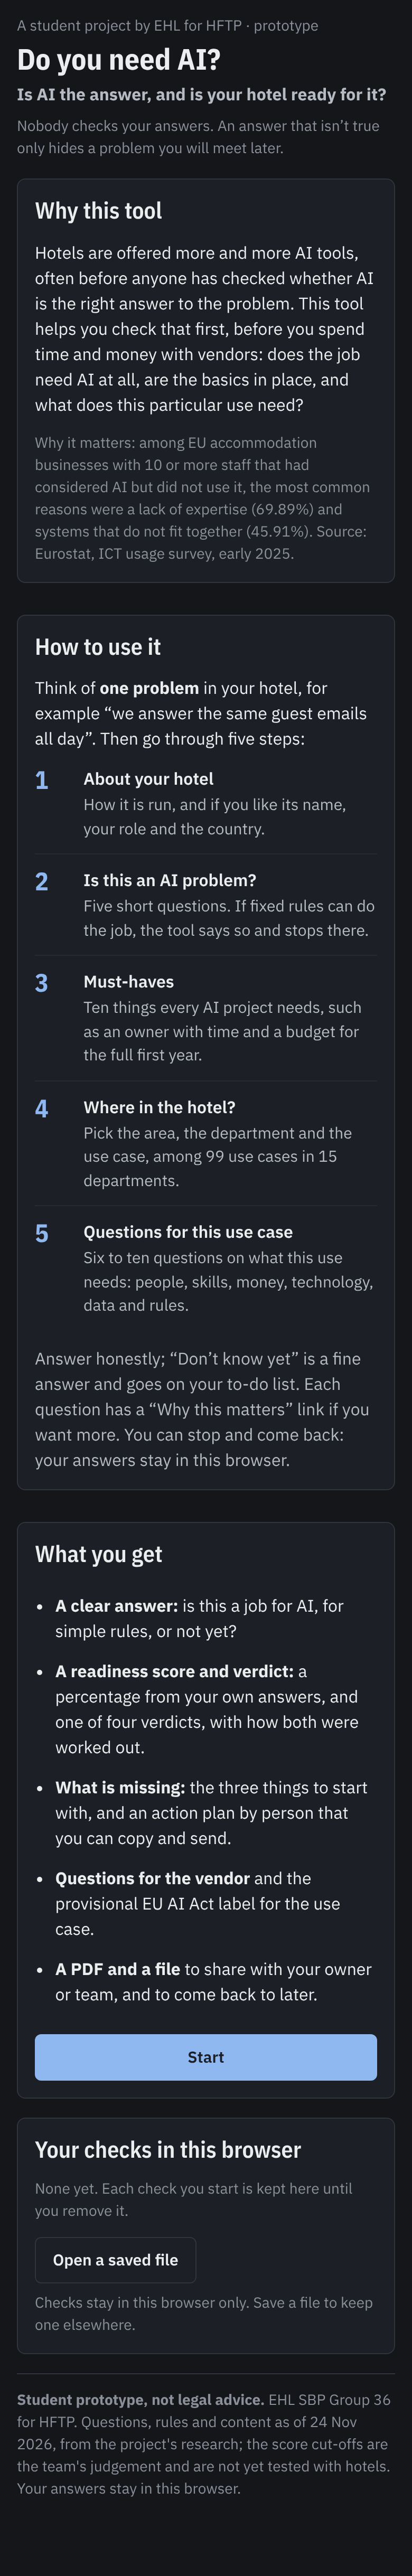 A student project by EHL for HFTP · prototype
Do you need AI?
Is AI the answer, and is your hotel ready for it?
Nobody checks your answers. An answer that isn’t true
only hides a problem you will meet later.
Why this tool
Hotels are offered more and more AI tools,
often before anyone has checked whether AI
is the right answer to the problem. This tool
helps you check that first, before you spend
time and money with vendors: does the job
need AI at all, are the basics in place, and
what does this particular use need?
Why it matters: among EU accommodation
businesses with 10 or more staff that had
considered AI but did not use it, the most common
reasons were a lack of expertise (69.89%) and
systems that do not fit together (45.91%). Source:
Eurostat, ICT usage survey, early 2025.
How to use it
Think of one problem in your hotel, for
example “we answer the same guest emails
all day”. Then go through five steps:
1 About your hotel
How it is run, and if you like its name,
your role and the country.
2 Is this an AI problem?
Five short questions. If fixed rules can do
the job, the tool says so and stops there.
3 Must-haves
Ten things every AI project needs, such
as an owner with time and a budget for
the full first year.
4 Where in the hotel?
Pick the area, the department and the
use case, among 99 use cases in 15
departments.
5 Questions for this use case
Six to ten questions on what this use
needs: people, skills, money, technology,
data and rules.
Answer honestly; “Don’t know yet” is a fine
answer and goes on your to-do list. Each
question has a “Why this matters” link if you
want more. You can stop and come back:
your answers stay in this browser.
What you get
• A clear answer: is this a job for AI, for
simple rules, or not yet?
• A readiness score and verdict: a
percentage from your own answers, and
one of four verdicts, with how both were
worked out.
• What is missing: the three things to start
with, and an action plan by person that
you can copy and send.
• Questions for the vendor and the
provisional EU AI Act label for the use
case.
• A PDF and a file to share with your owner
or team, and to come back to later.
Start
Your checks in this browser
None yet. Each check you start is kept here until
you remove it.
Open a saved file
Checks stay in this browser only. Save a file to keep
one elsewhere.
Student prototype, not legal advice. EHL SBP Group 36
for HFTP. Questions, rules and content as of 24 Nov
2026, from the project's research; the score cut-offs are
the team's judgement and are not yet tested with hotels.
Your answers stay in this browser.